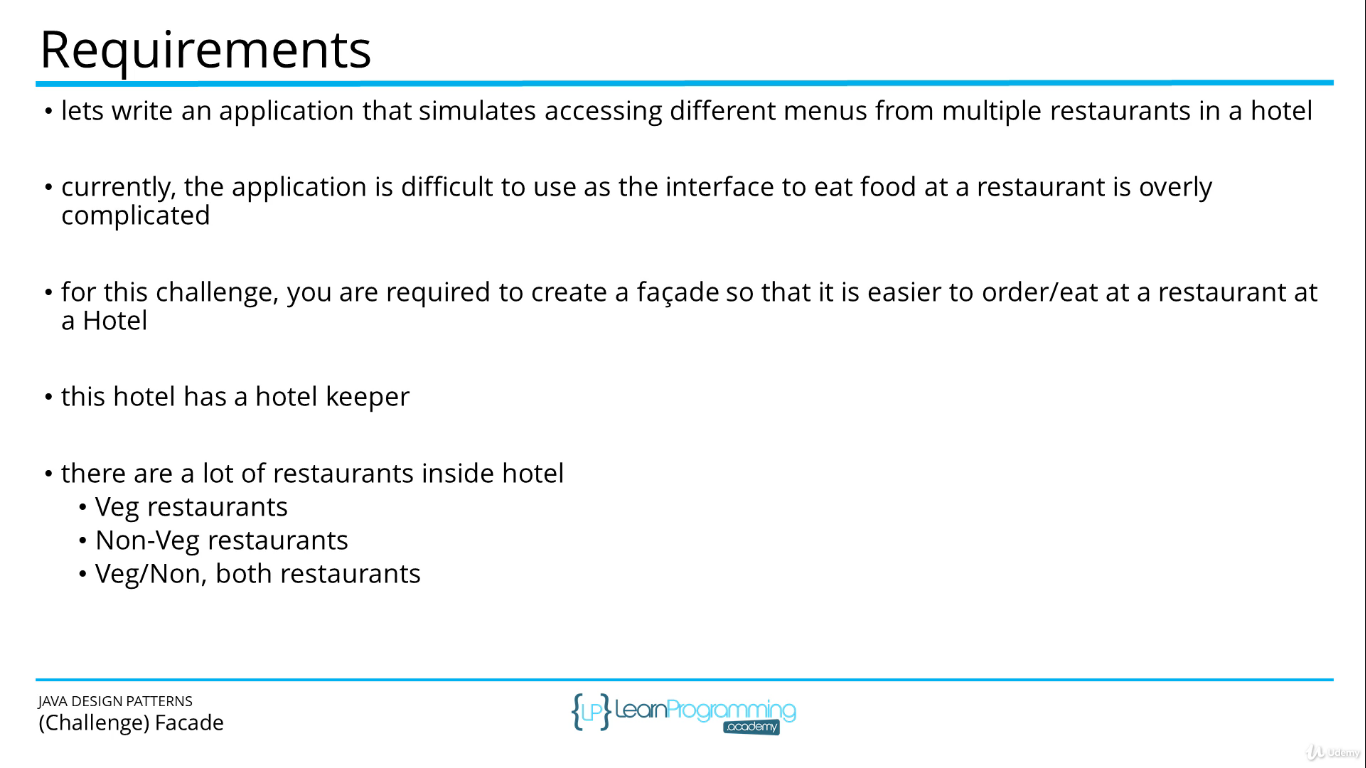 Requirements
• lets write an application that simulates accessing different menus from multiple restaurants in a hotel
• currently, the application is difficult to use as the interface to eat food at a restaurant is overly
complicated
• for this challenge, you are required to create a façade so that it is easier to order/eat at a restaurant at
a Hotel
• this hotel has a hotel keeper
• there are a lot of restaurants inside hotel
• Veg restaurants
• Non-Veg restaurants
• Veg/Non, both restaurants
JAVA DESIGN PATTERNS
(Challenge) Facade
{LP} LearnProgramming
.academy
Udemy